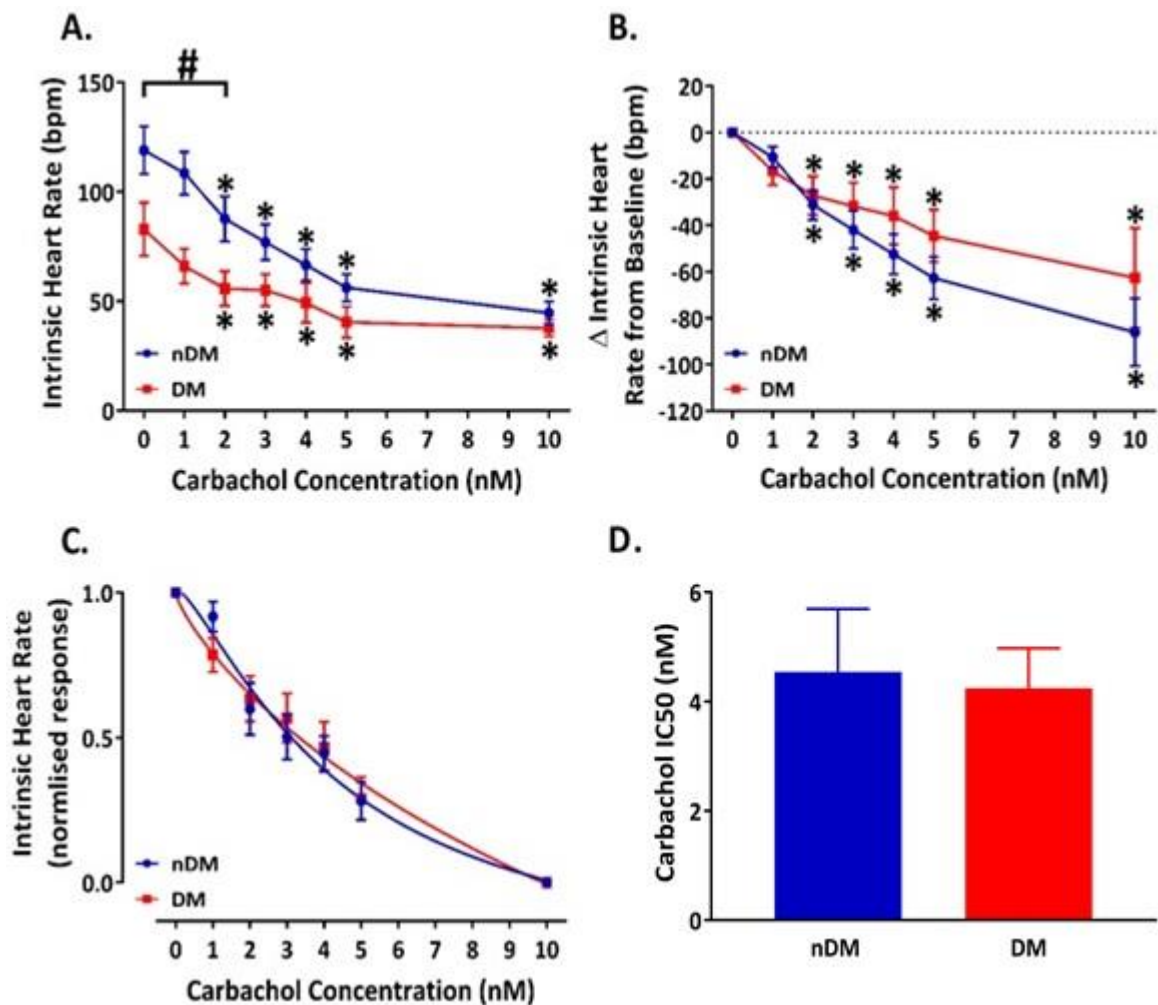 A.
#
Intrinsic Heart Rate (bpm)
150
100
50
0
* * * * *
* * * * *
nDM
DM
0 1 2 3 4 5 6 7 8 9 10
Carbachol Concentration (nM)
B.
Δ Intrinsic Heart
Rate from Baseline (bpm)
20
0
-20
-40
-60
-80
-100
-120
* * * * *
* * * * *
nDM
DM
0 1 2 3 4 5 6 7 8 9 10
Carbachol Concentration (nM)
C.
Intrinsic Heart Rate
(normlised response)
1.0
0.5
0.0
nDM
DM
0 1 2 3 4 5 6 7 8 9 10
Carbachol Concentration (nM)
D.
Carbachol IC50 (nM)
6
4
2
0
nDM DM